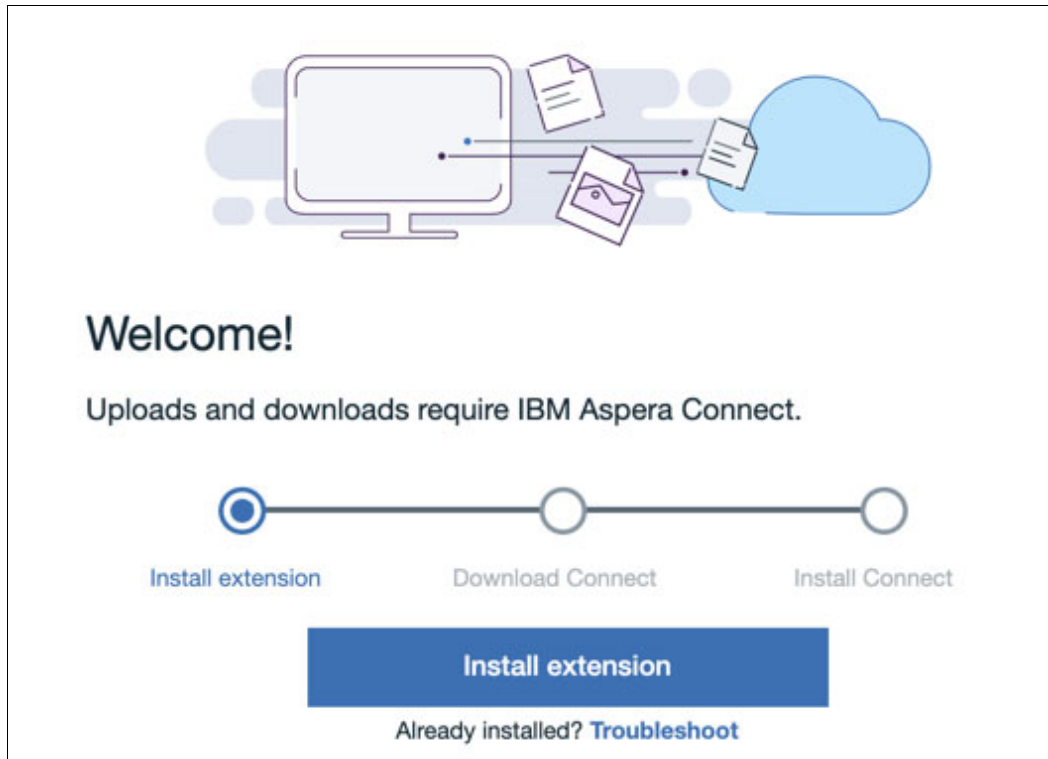 Welcome!
Uploads and downloads require IBM Aspera Connect.
Install extension
Download Connect
Install Connect
Install extension
Already installed? Troubleshoot